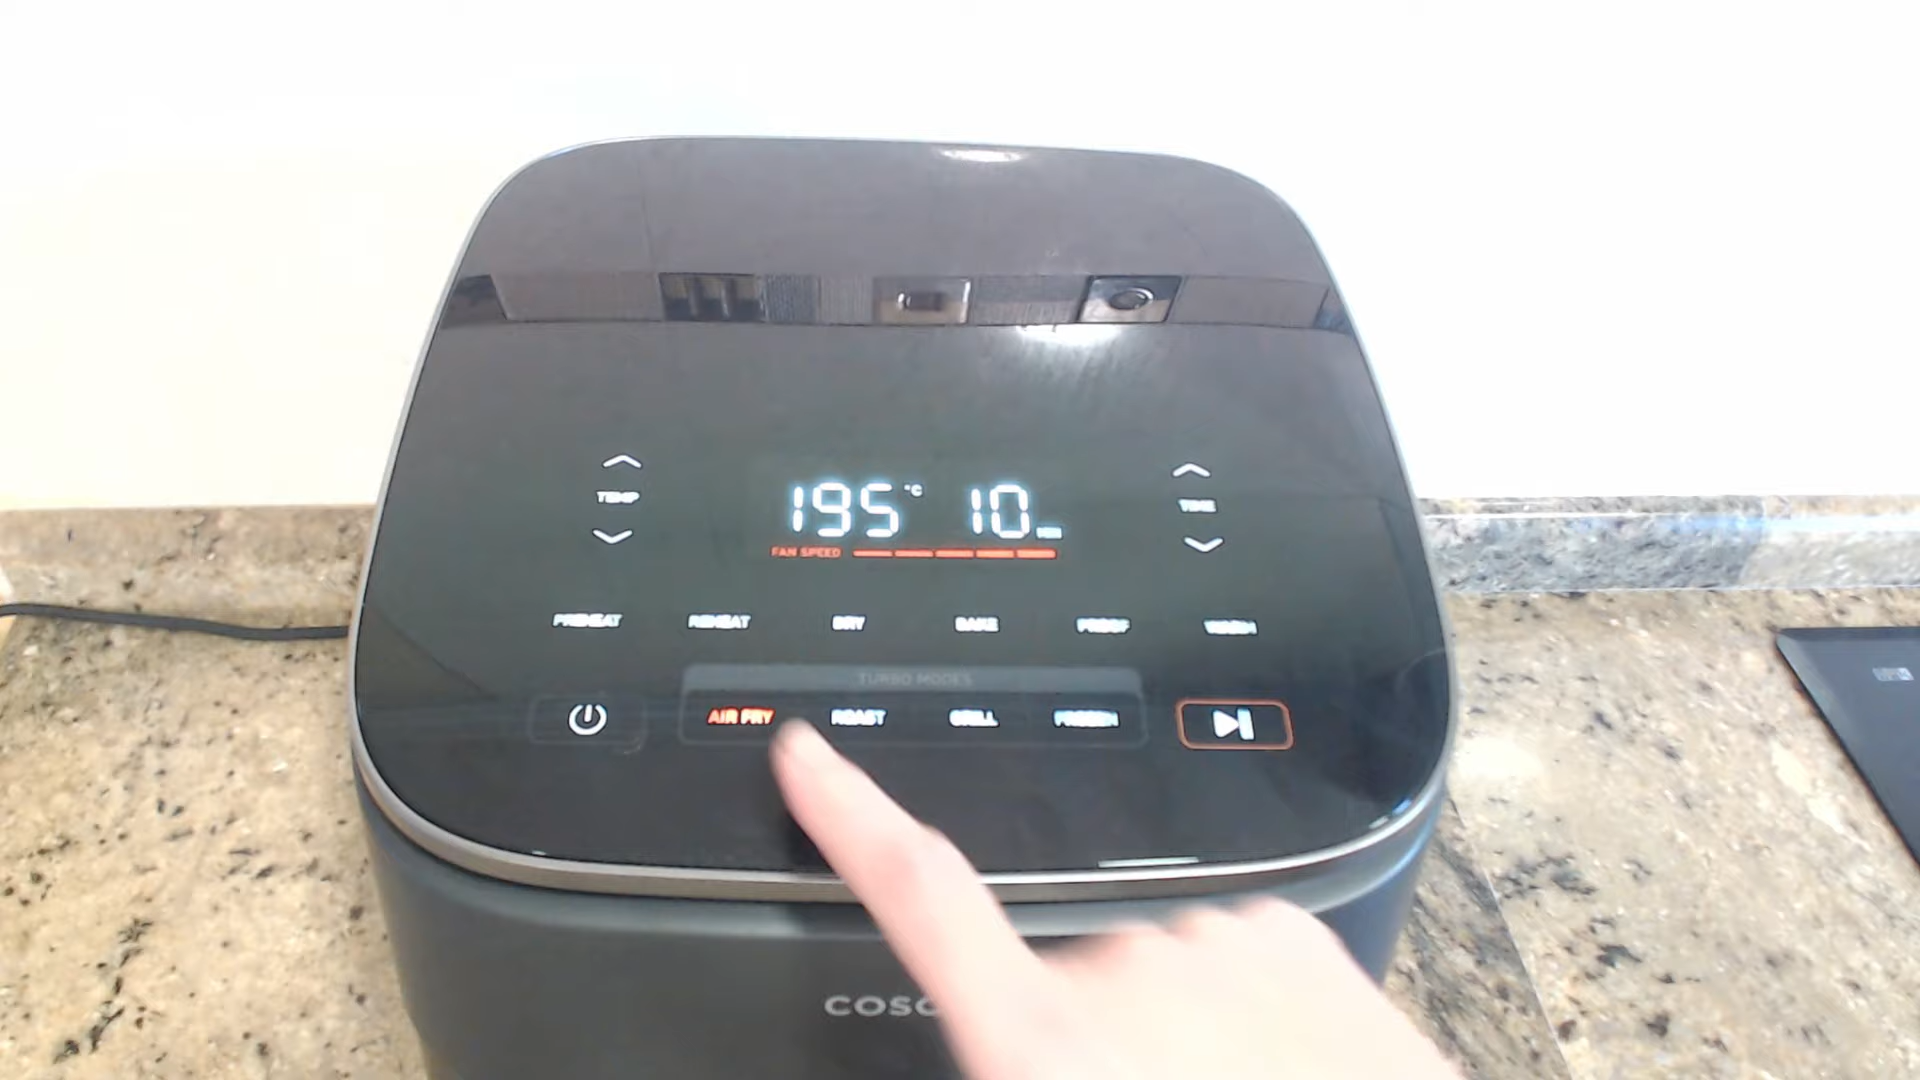 TEMP
195 °C 10 MIN
TIME
FAN SPEED
PREHEAT REHEAT DRY BAKE PROOF WARM
TURBO MODES
AIR FRY ROAST GRILL FROZEN